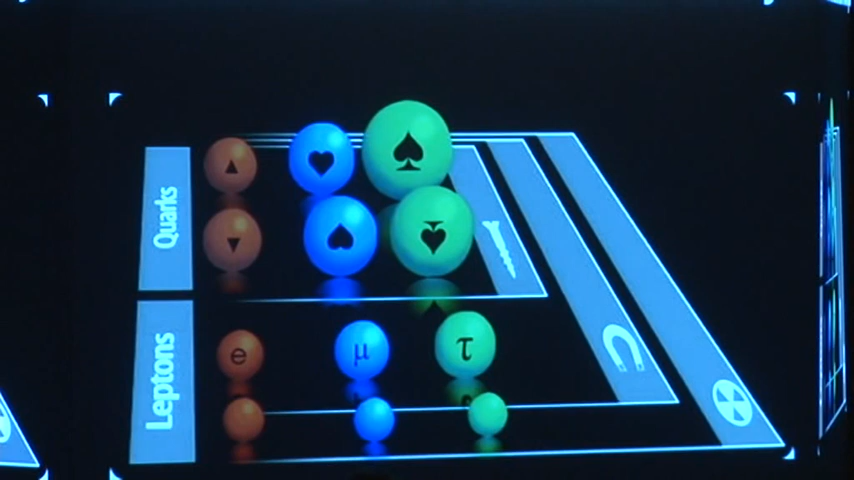 Quarks
Leptons
e
μ
τ